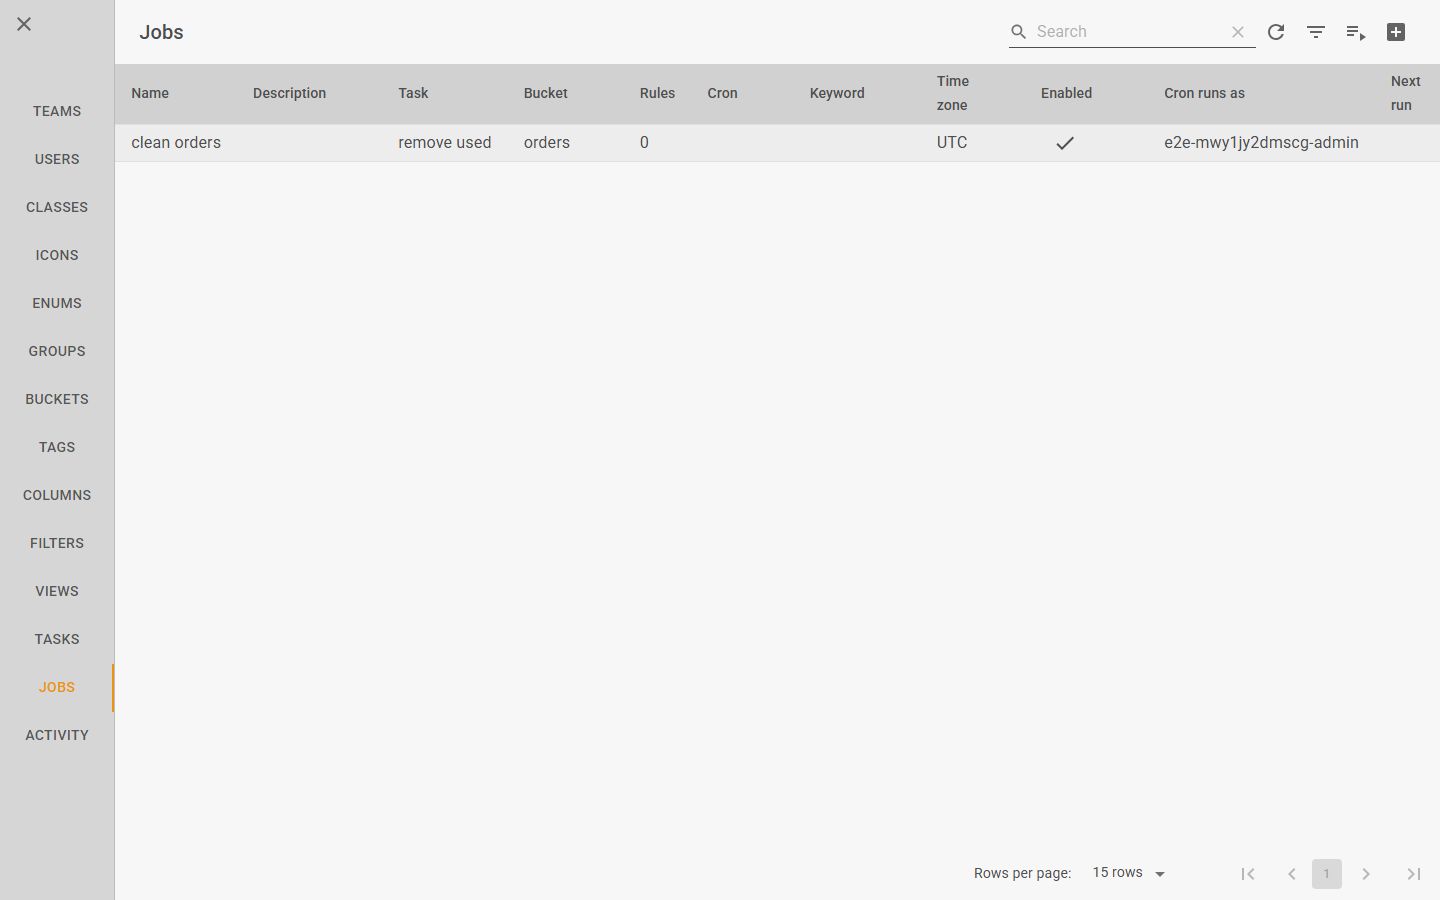 Jobs
Search
TEAMS
USERS
CLASSES
ICONS
ENUMS
GROUPS
BUCKETS
TAGS
COLUMNS
FILTERS
VIEWS
TASKS
JOBS
ACTIVITY
Name Description Task Bucket Rules Cron Keyword Time zone Enabled Cron runs as Next run
clean orders remove used orders 0 UTC e2e-mwy1jy2dmscg-admin
Rows per page: 15 rows 1